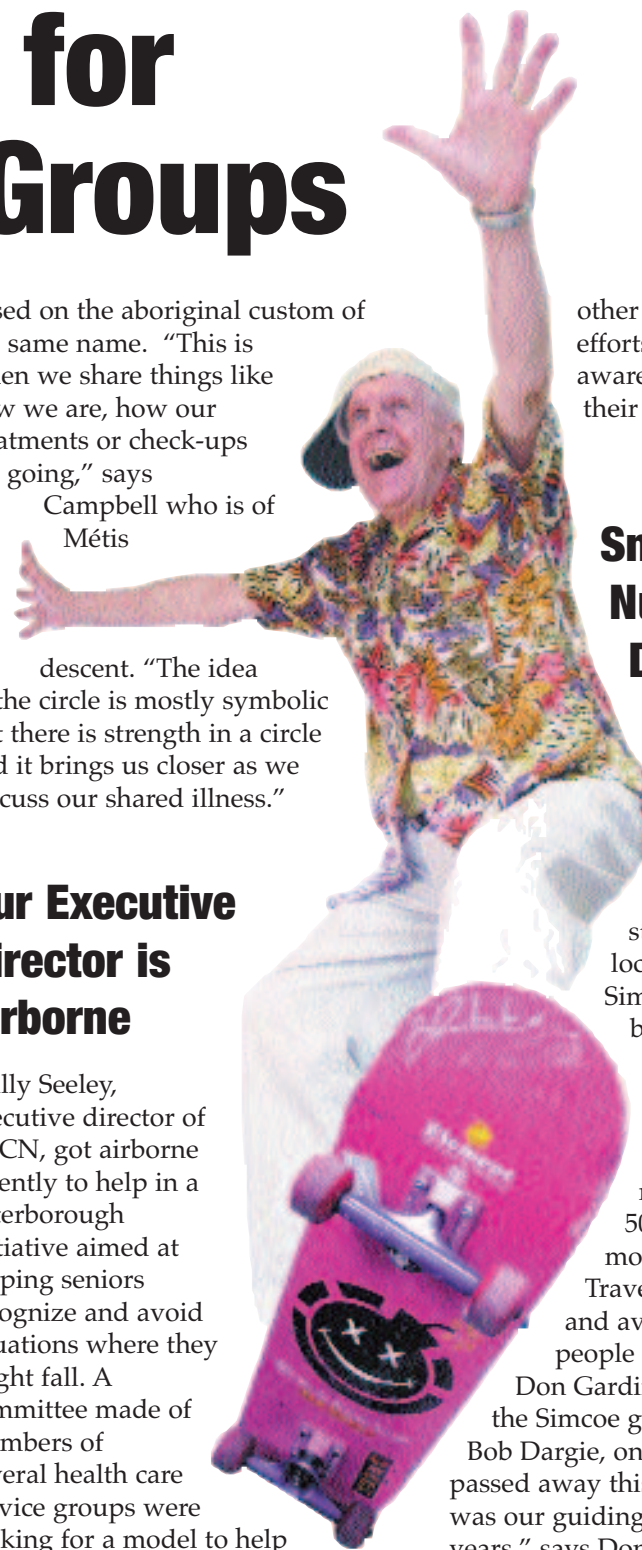 for
Groups
sed on the aboriginal custom of
same name. “This is
en we share things like
w we are, how our
atments or check-ups
going,” says
Campbell who is of
Métis
descent. “The idea
the circle is mostly symbolic
t there is strength in a circle
d it brings us closer as we
cuss our shared illness.”
ur Executive
irector is
rborne
lly Seeley,
ecutive director of
CN, got airborne
ently to help in a
terborough
tiative aimed at
ping seniors
ognize and avoid
uations where they
ght fall. A
mmittee made of
mbers of
veral health care
vice groups were
king for a model to help
other
efforts
aware
their
Sm
Nu
D
s
loc
Sim
b
50
mo
Trave
and av
people
Don Gardi
the Simcoe g
Bob Dargie, on
passed away thi
was our guiding
years,” says Don
Element